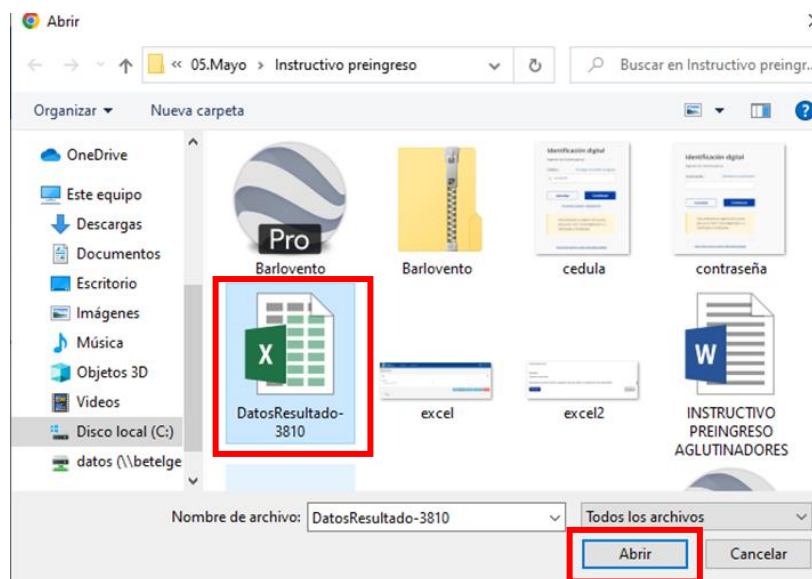 Abrir
« 05.Mayo > Instructivo preingreso
Buscar en Instructivo preingr...
Organizar
Nueva carpeta
OneDrive
Este equipo
Descargas
Documentos
Escritorio
Imágenes
Música
Objetos 3D
Videos
Disco local (C:)
datos (\\betelge
Pro
Barlovento
Barlovento
Identificación digital
cedula
Identificación digital
contraseña
X
DatosResultado-
3810
excel
excel2
W
INSTRUCTIVO
PREINGRESO
AGLUTINADORES
Nombre de archivo:
DatosResultado-3810
Todos los archivos
Abrir
Cancelar